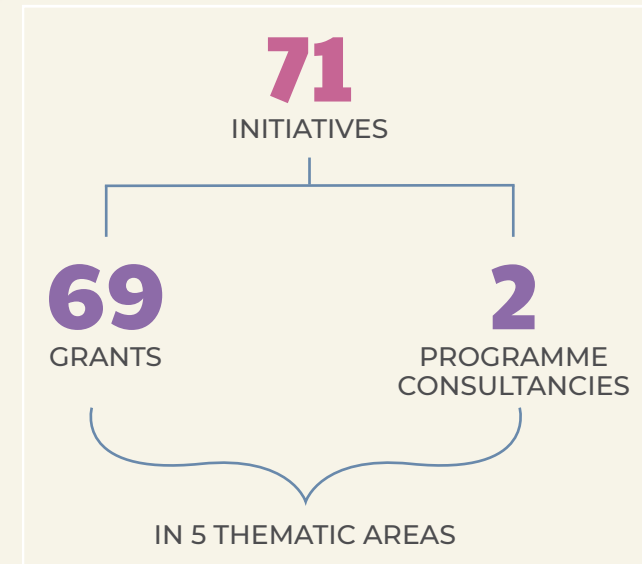 71
INITIATIVES
69
GRANTS
2
PROGRAMME
CONSULTANCIES
IN 5 THEMATIC AREAS